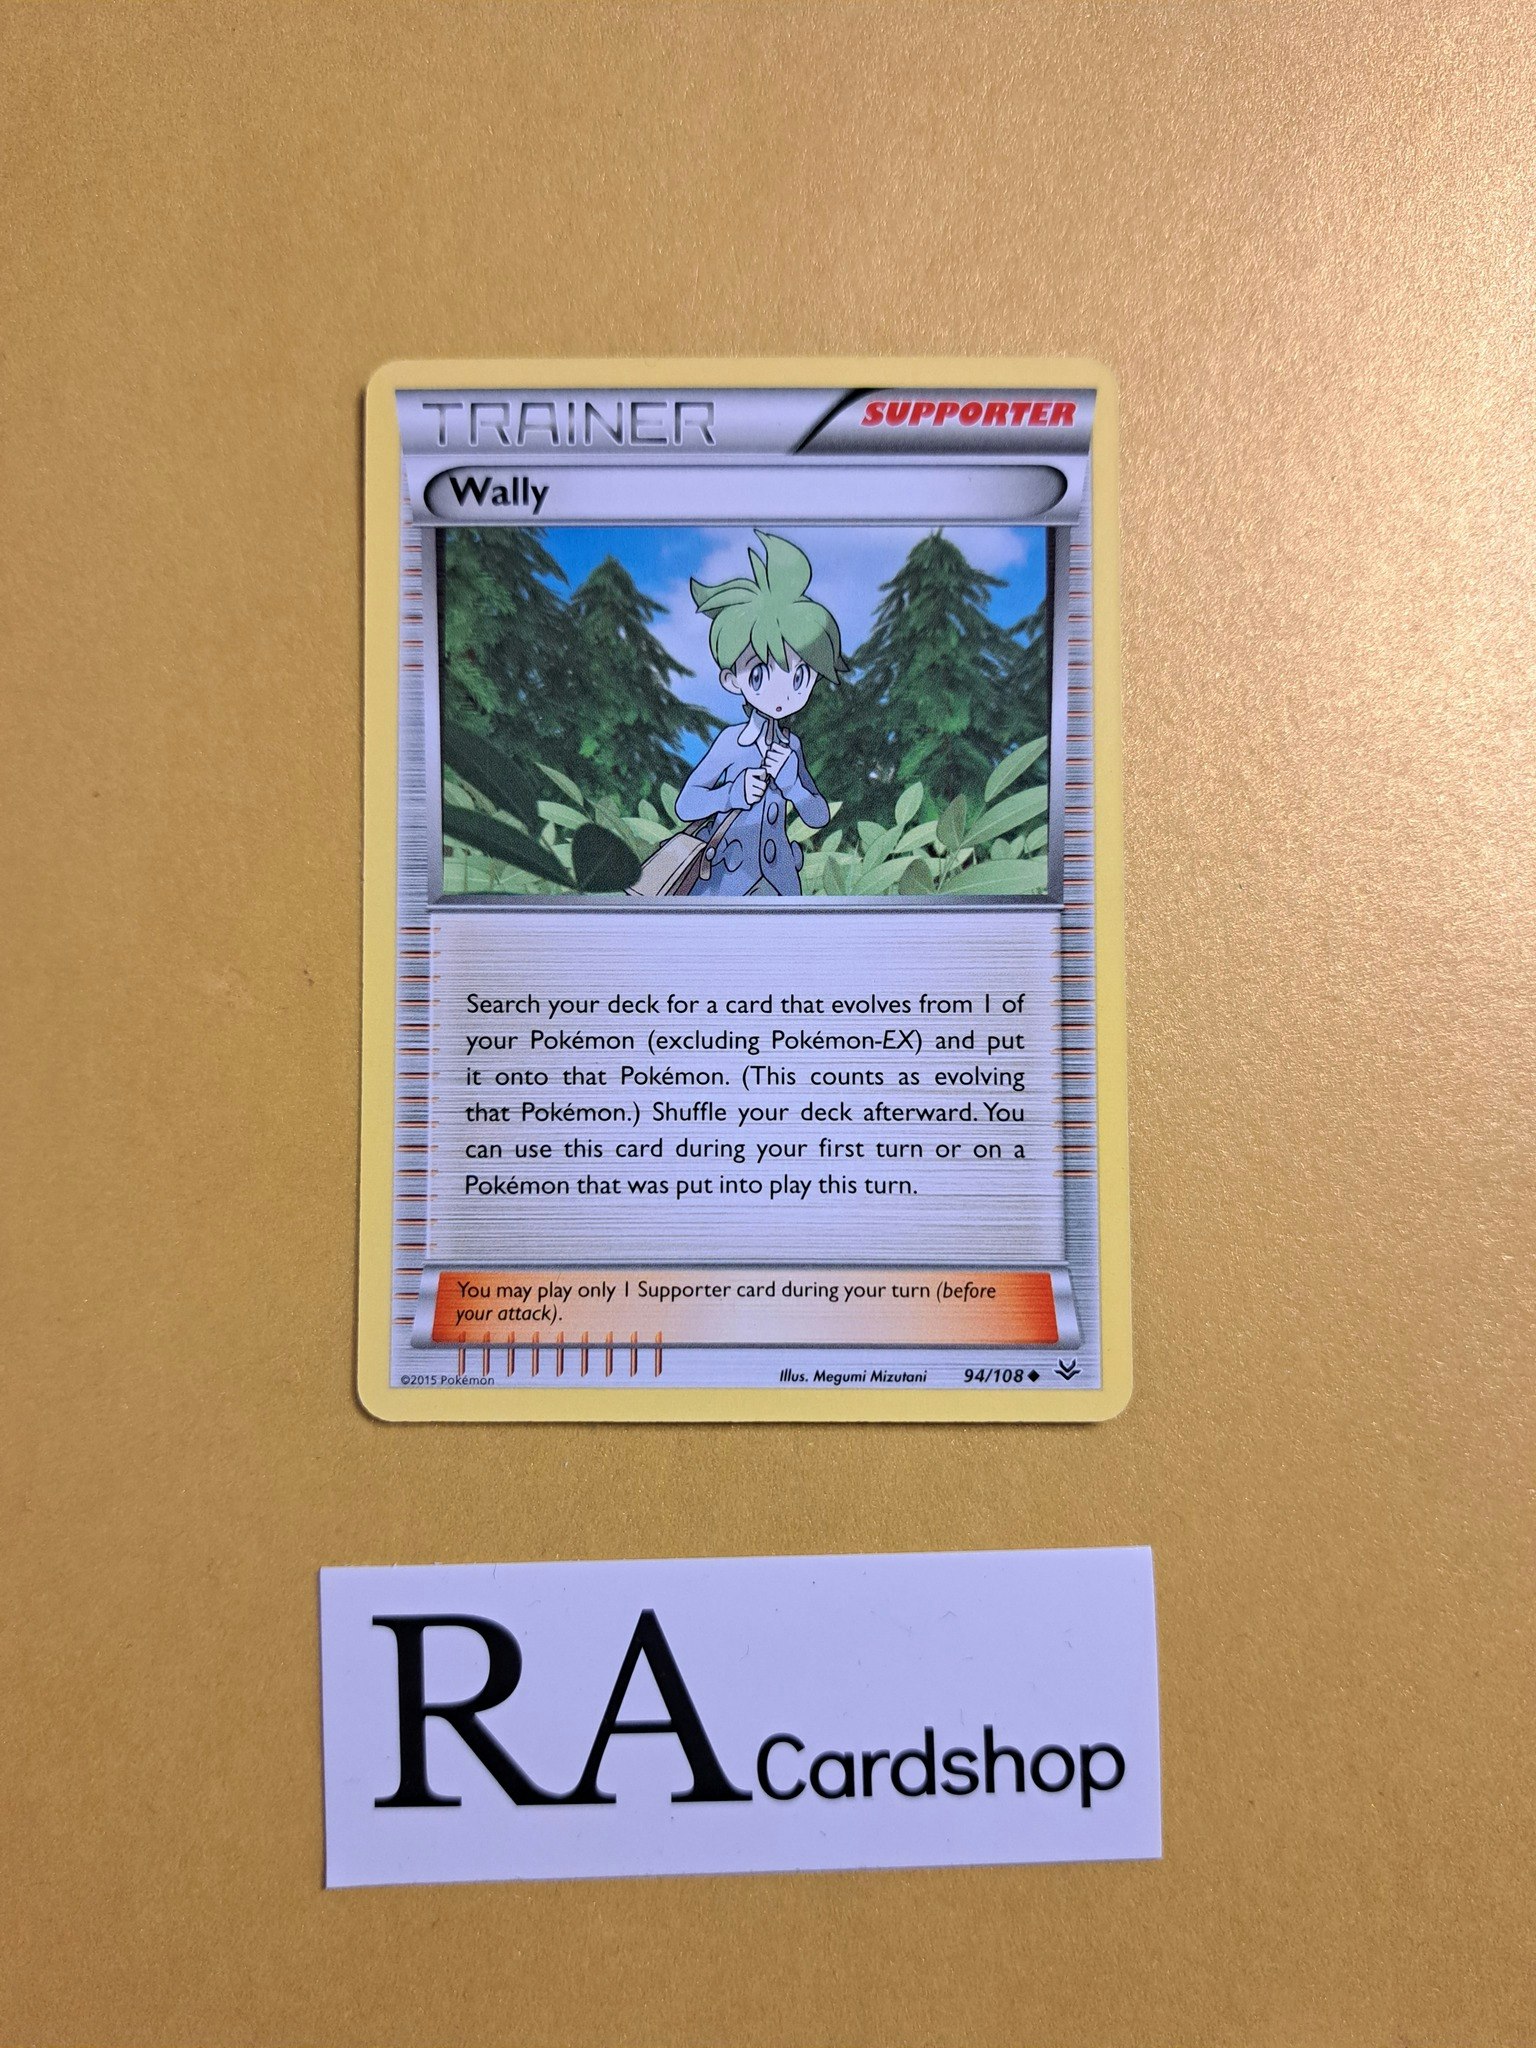 TRAINER
SUPPORTER
Wally
Search your deck for a card that evolves from 1 of
your Pokémon (excluding Pokémon-EX) and put
it onto that Pokémon. (This counts as evolving
that Pokémon.) Shuffle your deck afterward. You
can use this card during your first turn or on a
Pokémon that was put into play this turn.
You may play only 1 Supporter card during your turn (before
your attack).
©2015 Pokémon
Illus. Megumi Mizutani
94/108
RA Cardshop